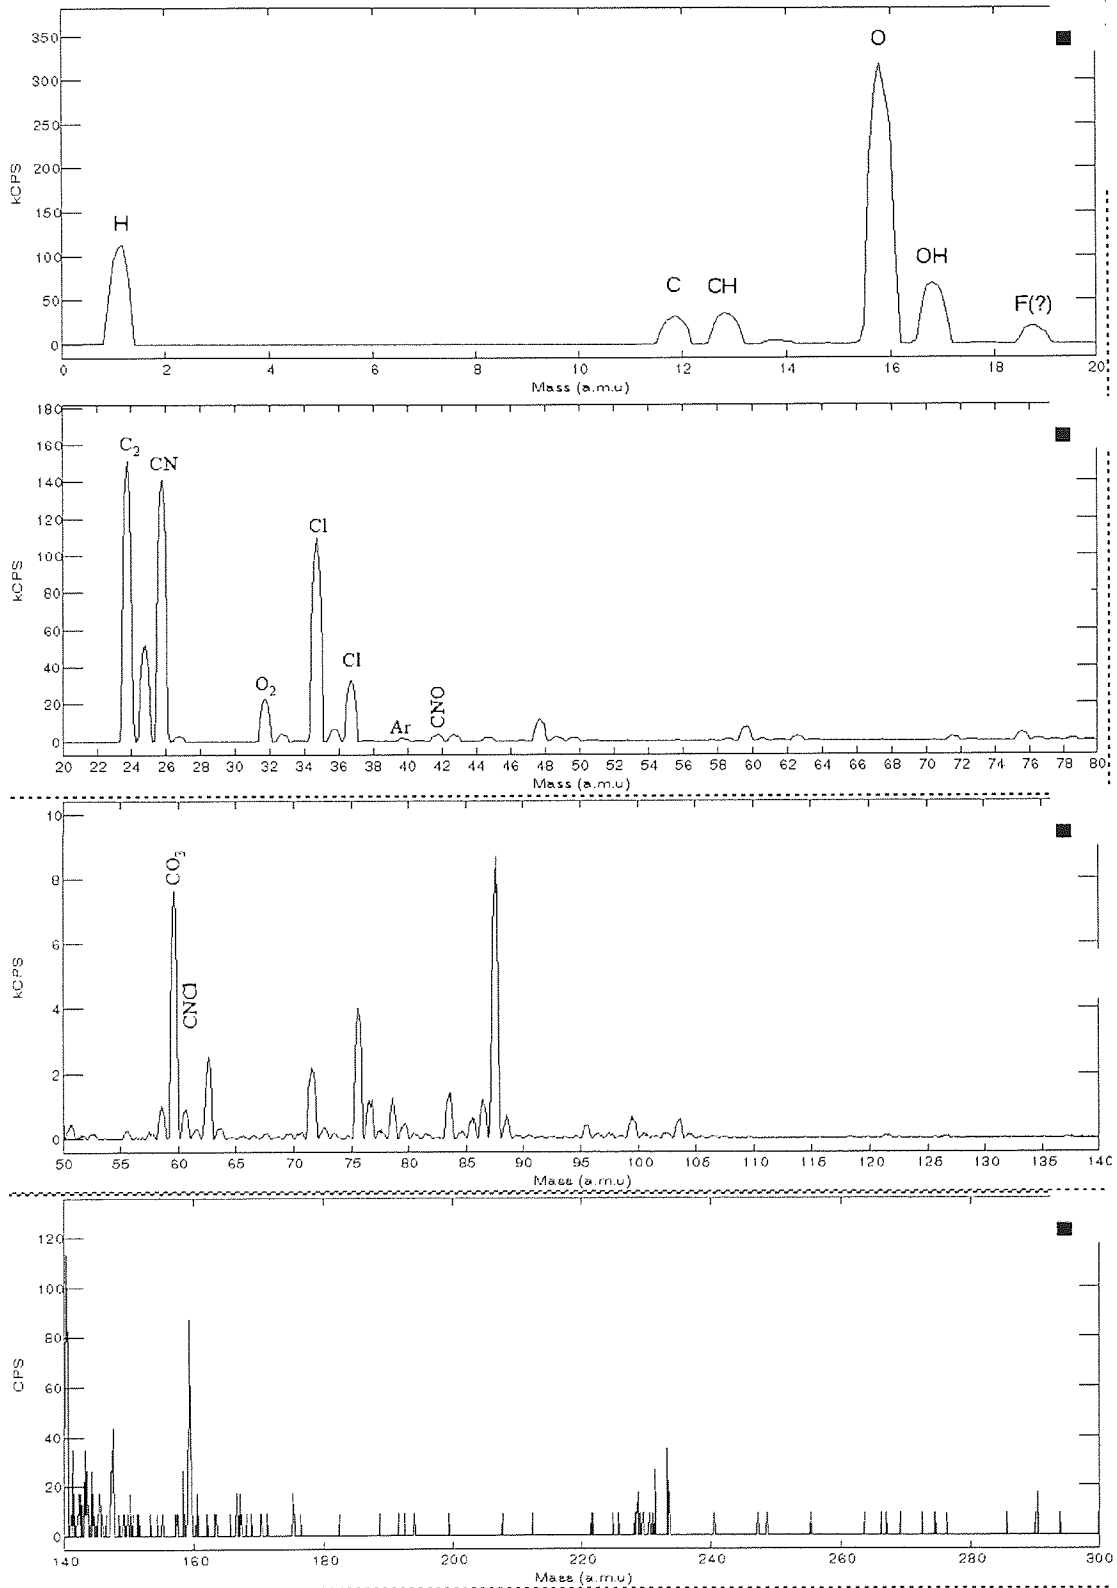 350
300
250
200
150
100
50
0
kCPS
H
C
CH
O
OH
F(?)
0 2 4 6 8 10 12 14 16 18 20
Mass (a.m.u)
180
160
140
120
100
80
60
40
20
0
kCPS
C2
CN
O2
Cl
Cl
Ar
CNO
20 22 24 26 28 30 32 34 36 38 40 42 44 46 48 50 52 54 56 58 60 62 64 66 68 70 72 74 76 78 80
Mass (a.m.u)
10
8
6
4
2
0
kCPS
CO3
CNCl
50 55 60 65 70 75 80 85 90 95 100 105 110 115 120 125 130 135 140
Mass (a.m.u)
120
100
80
60
40
20
0
CPS
140 160 180 200 220 240 260 280 300
Mass (a.m.u)